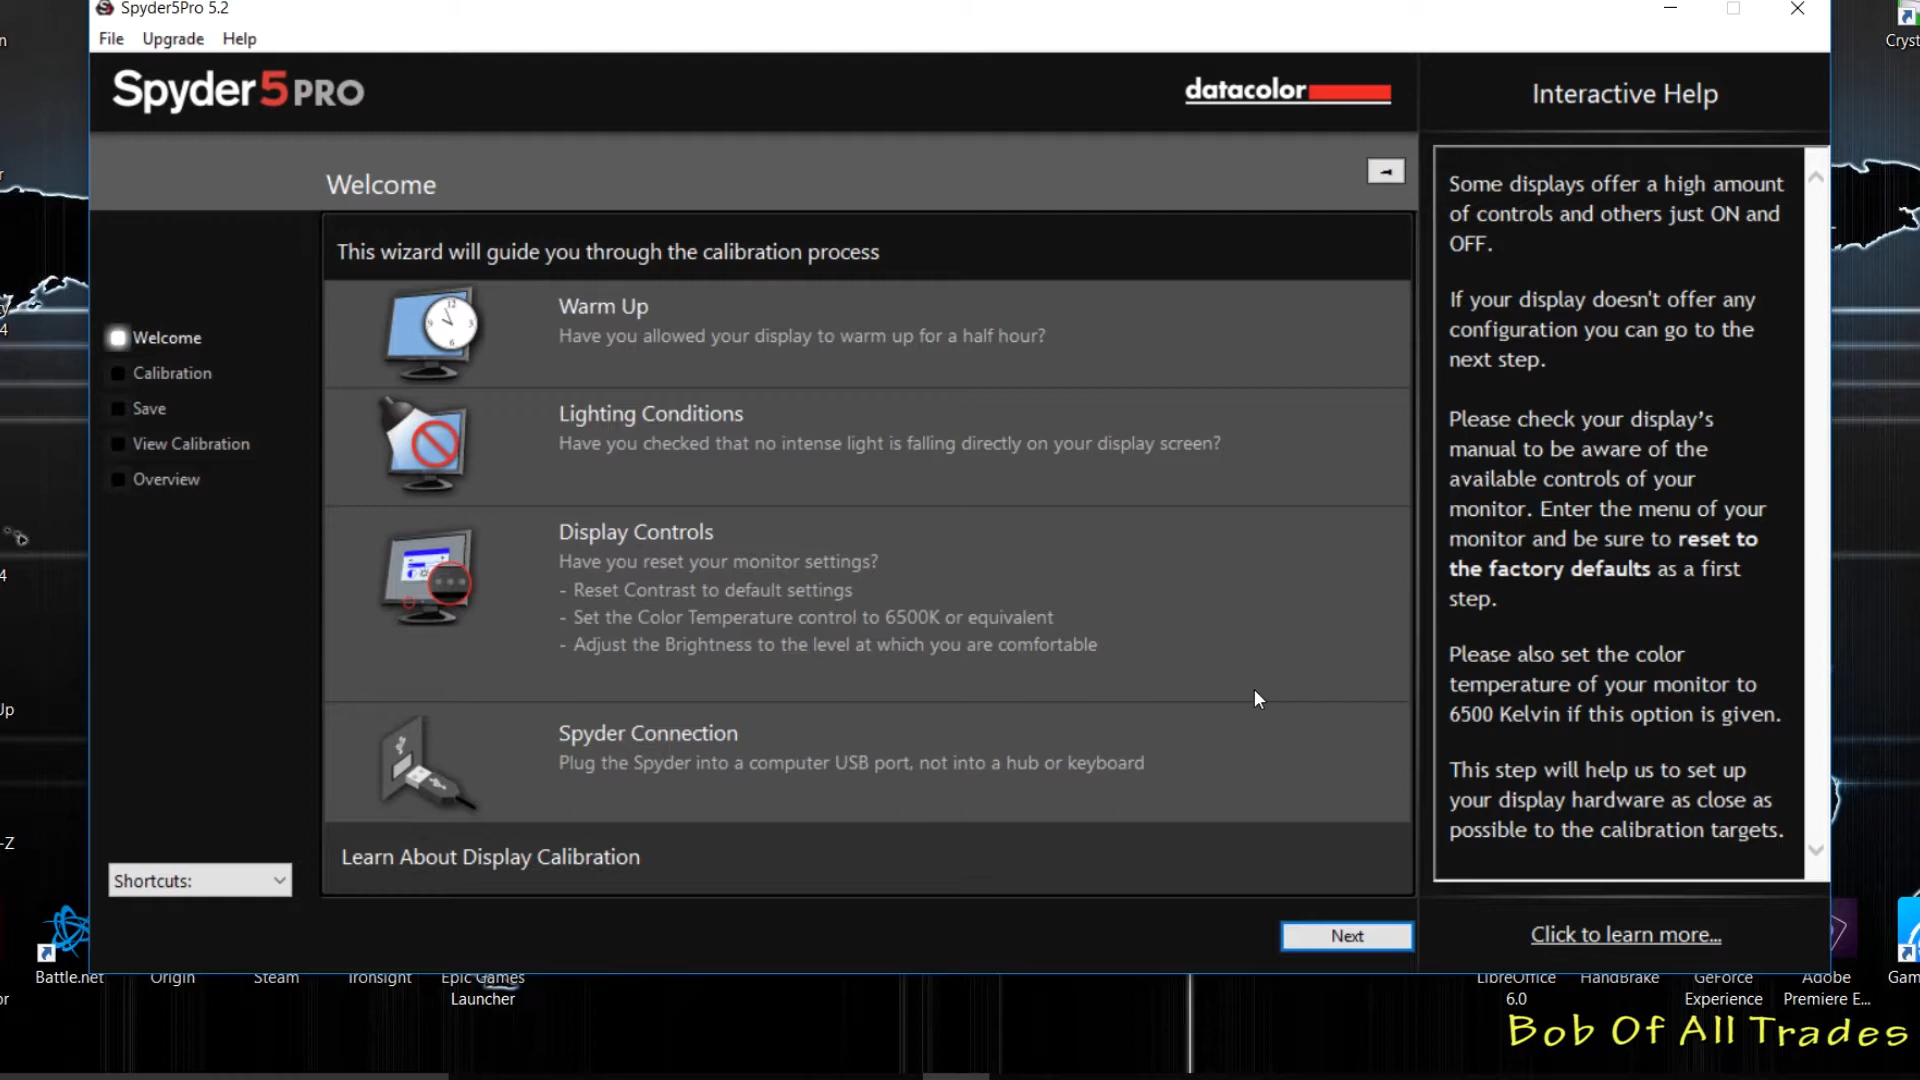 Spyder5Pro 5.2
File Upgrade Help
Spyder5PRO
datacolor
Interactive Help
Welcome
This wizard will guide you through the calibration process
Warm Up
Have you allowed your display to warm up for a half hour?
Lighting Conditions
Have you checked that no intense light is falling directly on your display screen?
Display Controls
Have you reset your monitor settings?
- Reset Contrast to default settings
- Set the Color Temperature control to 6500K or equivalent
- Adjust the Brightness to the level at which you are comfortable
Spyder Connection
Plug the Spyder into a computer USB port, not into a hub or keyboard
Learn About Display Calibration
Welcome
Calibration
Save
View Calibration
Overview
Shortcuts:
Next
Some displays offer a high amount
of controls and others just ON and
OFF.
If your display doesn't offer any
configuration you can go to the
next step.
Please check your display's
manual to be aware of the
available controls of your
monitor. Enter the menu of your
monitor and be sure to reset to
the factory defaults as a first
step.
Please also set the color
temperature of your monitor to
6500 Kelvin if this option is given.
This step will help us to set up
your display hardware as close as
possible to the calibration targets.
Click to learn more...
Cryst
4
4
Up
-Z
Battle.net
Origin
Steam
Ironsight
Epic Games
Launcher
LibreOffice
6.0
HandBrake
GeForce
Experience
Adobe
Premiere E...
Gam
Bob Of All Trades